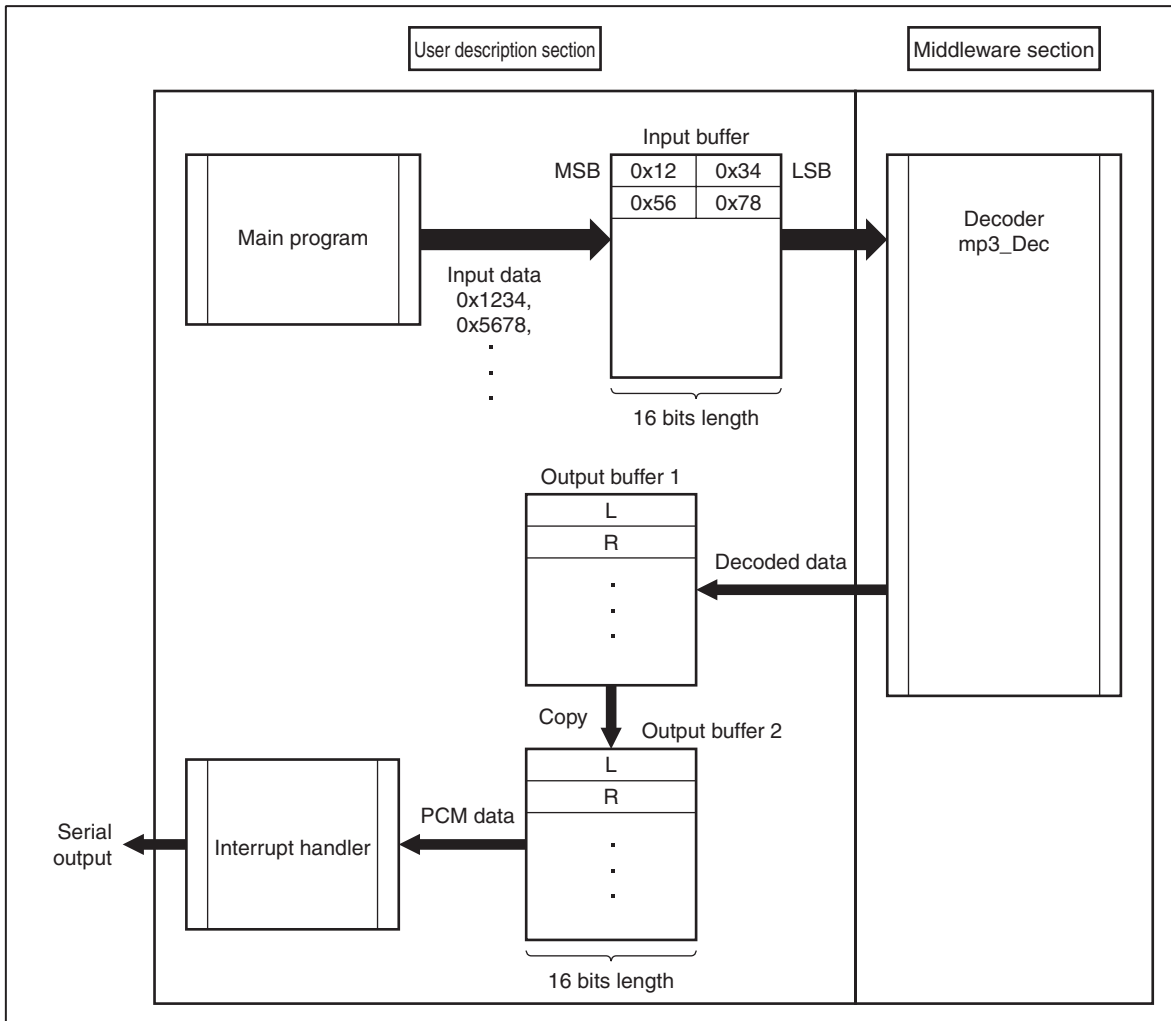 User description section
Middleware section
Input buffer
MSB
0x12
0x34
LSB
0x56
0x78
Main program
Decoder
mp3_Dec
Input data
0x1234,
0x5678,
.
.
.
16 bits length
Output buffer 1
L
R
.
.
.
Decoded data
Copy
Output buffer 2
L
R
.
.
.
PCM data
Interrupt handler
Serial
output
16 bits length